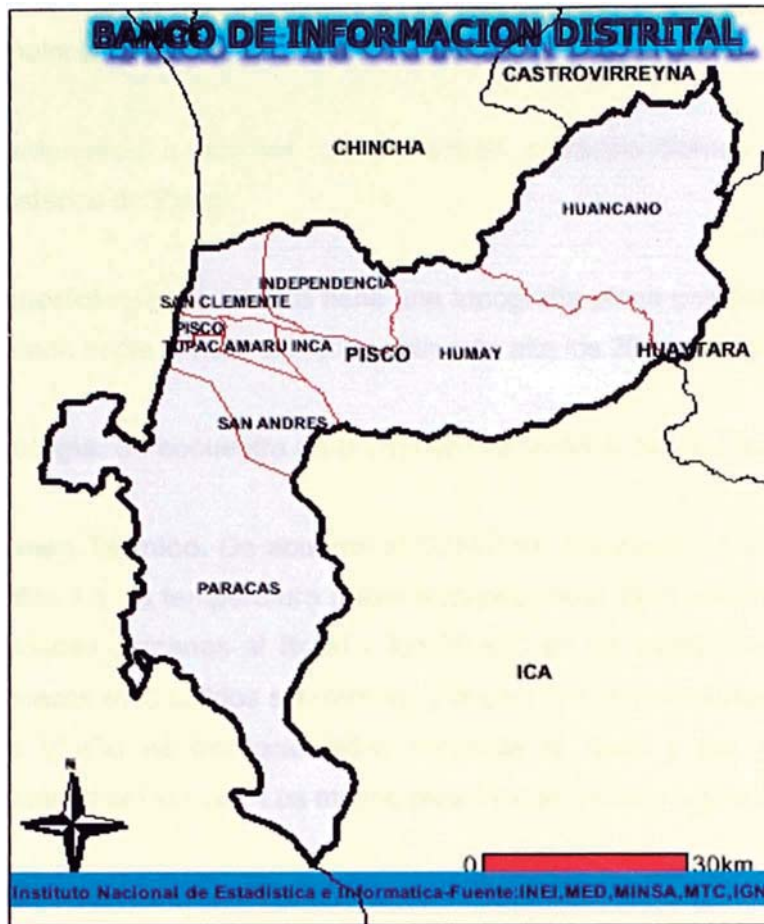 BANCO DE INFORMACION DISTRITAL
CASTROVIRREYNA
CHINCHA
HUANCANO
INDEPENDENCIA
SAN CLEMENTE
PISCO
TUPAC AMARU INCA
PISCO
HUMAY
HUAYTARA
SAN ANDRES
PARACAS
ICA
N
0 30km
Instituto Nacional de Estadistica e Informatica-Fuente:INEI,MED,MINSA,MTC,IGN